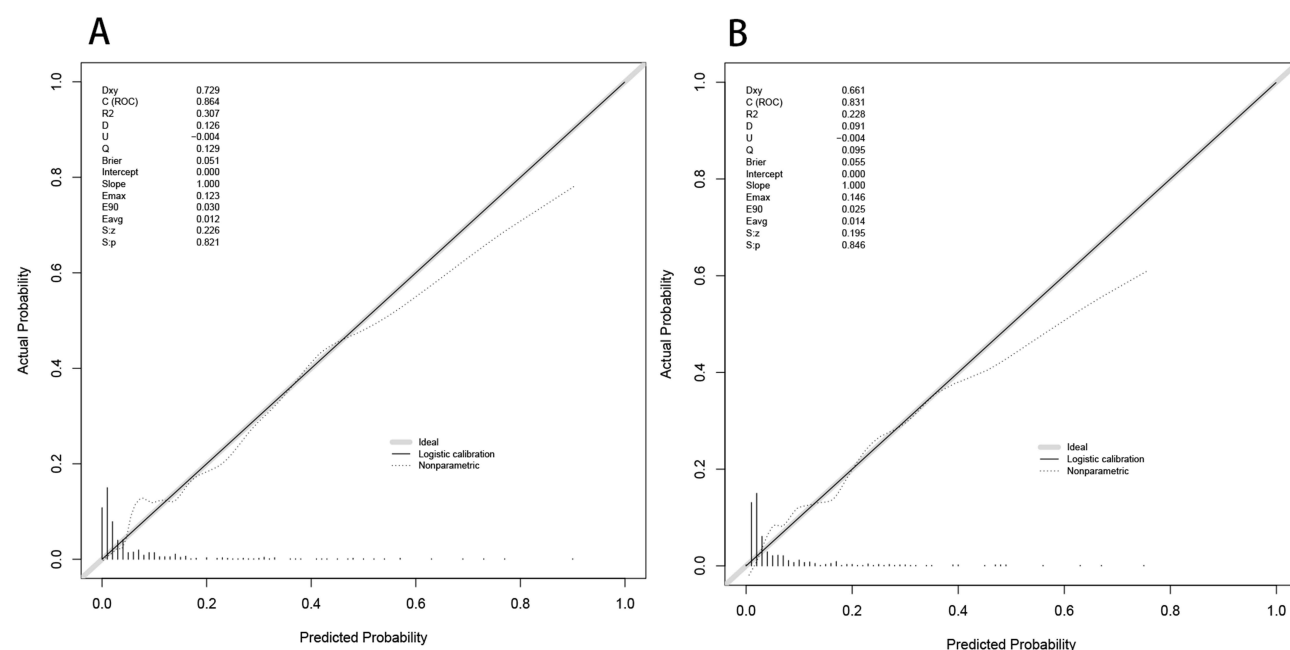 A
Dxy 0.729
C (ROC) 0.864
R2 0.307
D 0.126
U −0.004
Q 0.129
Brier 0.051
Intercept 0.000
Slope 1.000
Emax 0.123
E90 0.030
Eavg 0.012
S:z 0.226
S:p 0.821
Actual Probability
1.0
0.8
0.6
0.4
0.2
0.0
Ideal
Logistic calibration
Nonparametric
0.0 0.2 0.4 0.6 0.8 1.0
Predicted Probability
B
Dxy 0.661
C (ROC) 0.831
R2 0.228
D 0.091
U −0.004
Q 0.095
Brier 0.055
Intercept 0.000
Slope 1.000
Emax 0.146
E90 0.025
Eavg 0.014
S:z 0.195
S:p 0.846
Actual Probability
1.0
0.8
0.6
0.4
0.2
0.0
Ideal
Logistic calibration
Nonparametric
0.0 0.2 0.4 0.6 0.8 1.0
Predicted Probability